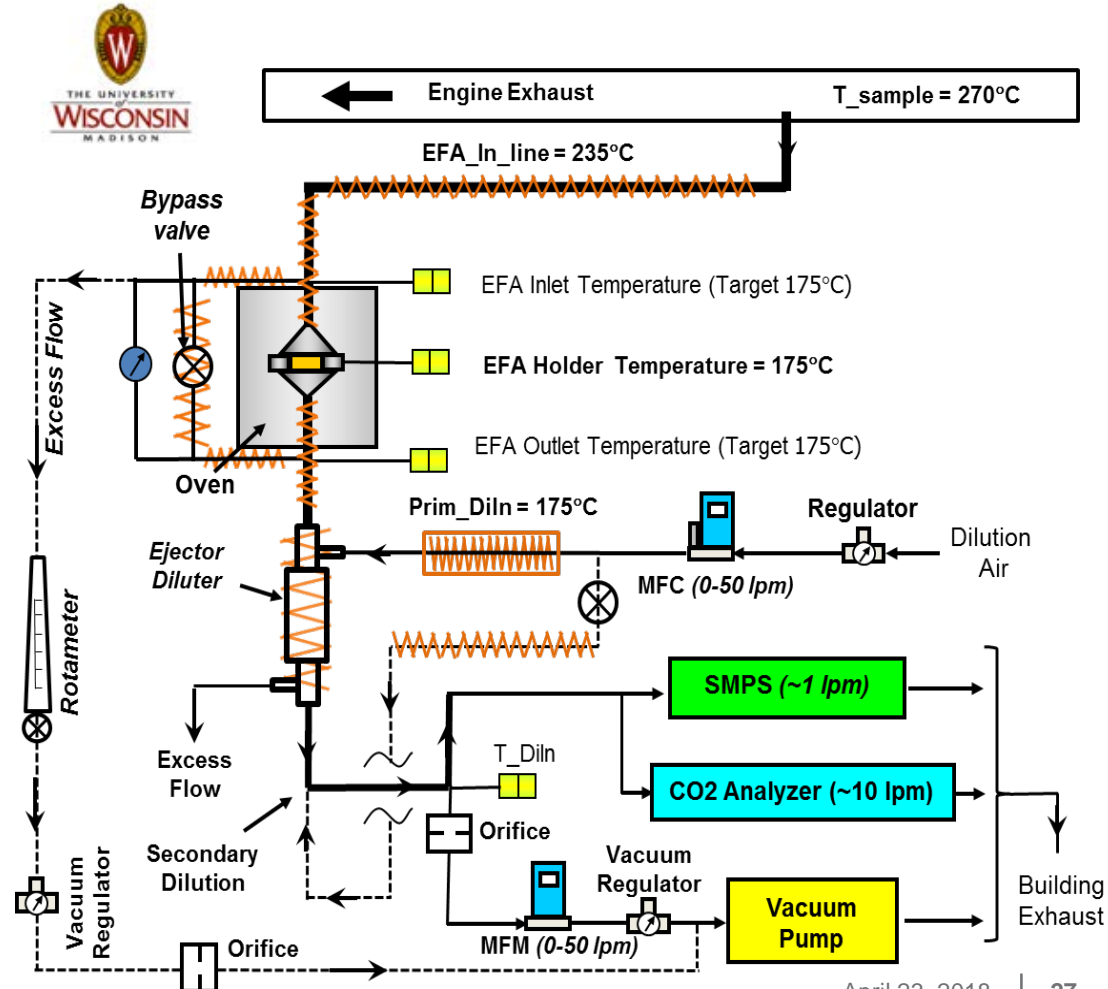 W
THE UNIVERSITY
of
WISCONSIN
MADISON
Engine Exhaust
T_sample = 270°C
EFA_In_line = 235°C
Bypass
valve
EFA Inlet Temperature (Target 175°C)
Excess Flow
EFA Holder Temperature = 175°C
EFA Outlet Temperature (Target 175°C)
Oven
Prim_Diln = 175°C
Regulator
Ejector
Diluter
Dilution
Air
MFC (0-50 lpm)
Rotameter
SMPS (~1 lpm)
Excess
Flow
T_Diln
CO2 Analyzer (~10 lpm)
Orifice
Secondary
Dilution
Vacuum
Regulator
Vacuum
Regulator
Building
Exhaust
Vacuum
Pump
MFM (0-50 lpm)
Orifice
April 23, 2018 | 27